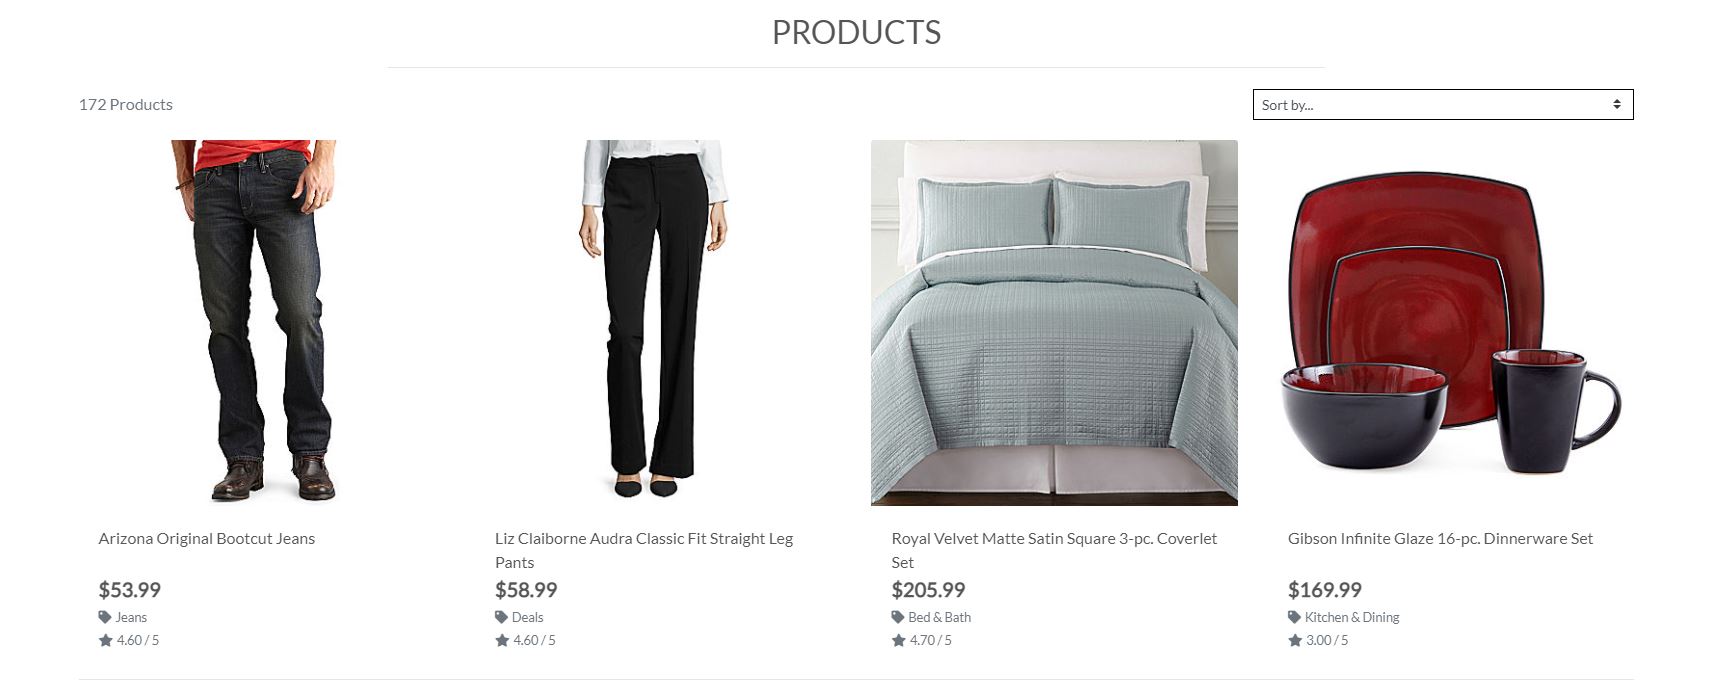 PRODUCTS
172 Products
Sort by...
Arizona Original Bootcut Jeans
$53.99
Jeans
4.60 / 5
Liz Claiborne Audra Classic Fit Straight Leg
Pants
$58.99
Deals
4.60 / 5
Royal Velvet Matte Satin Square 3-pc. Coverlet
Set
$205.99
Bed & Bath
4.70 / 5
Gibson Infinite Glaze 16-pc. Dinnerware Set
$169.99
Kitchen & Dining
3.00 / 5